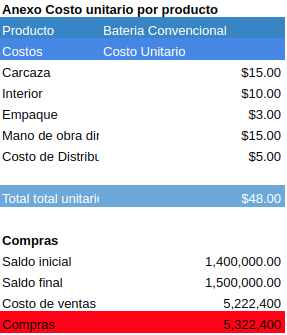 Anexo Costo unitario por producto
Producto Bateria Convencional
Costos Costo Unitario
Carcaza $15.00
Interior $10.00
Empaque $3.00
Mano de obra dir $15.00
Costo de Distribu $5.00
Total total unitario $48.00
Compras
Saldo inicial 1,400,000.00
Saldo final 1,500,000.00
Costo de ventas 5,222,400
Compras 5,322,400